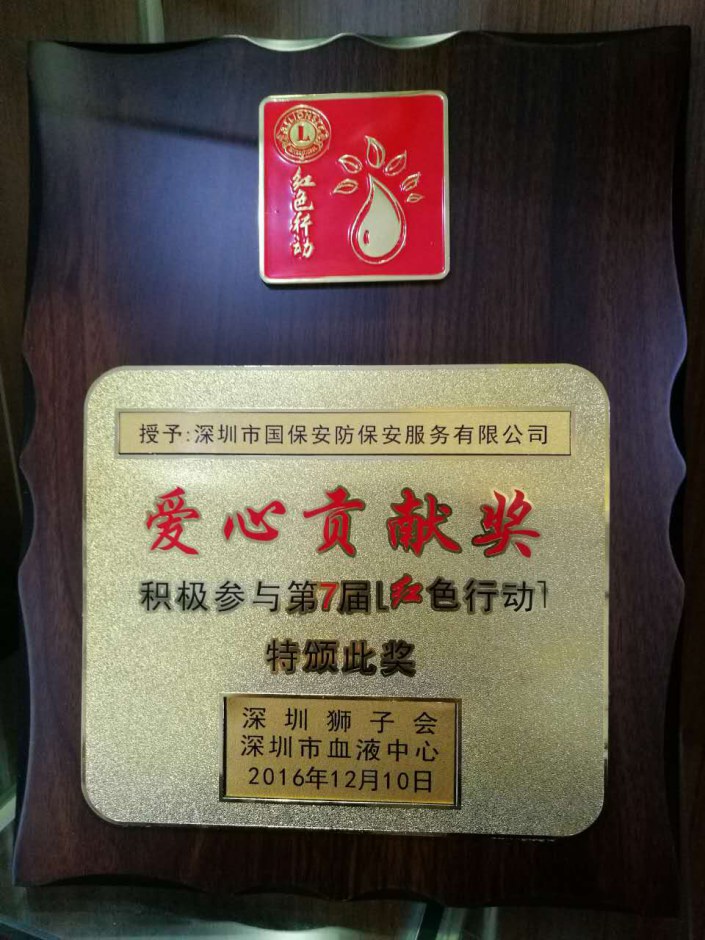 L
红色行动
授予:深圳市国保安防保安服务有限公司
爱心贡献奖
积极参与第7届「红色行动」
特颁此奖
深圳狮子会
深圳市血液中心
2016年12月10日